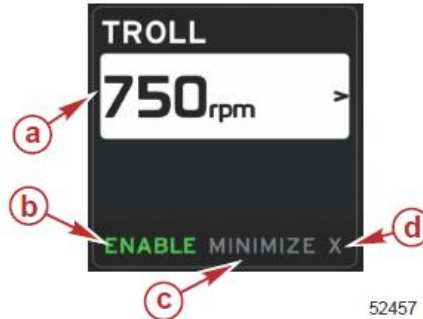 TROLL
750rpm >
a
b
d
ENABLE MINIMIZE X
c
52457